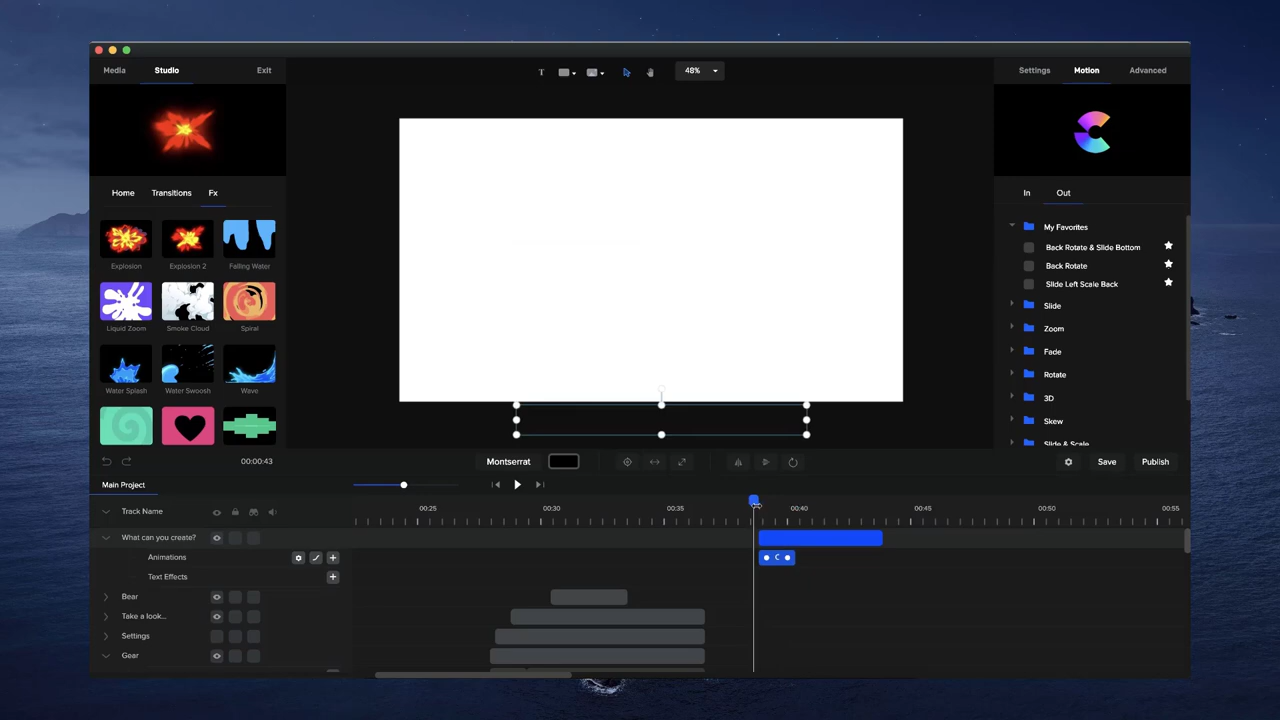 Media Studio Exit
T 48%
Settings Motion Advanced
Home Transitions Fx
In Out
My Favorites
Back Rotate & Slide Bottom
Back Rotate
Slide Left Scale Back
Explosion Explosion 2 Falling Water
Slide
Liquid Zoom Smoke Cloud Spiral
Zoom
Fade
Rotate
Water Splash Water Swoosh Wave
3D
Skew
Slide & Scale
00:00:43
Montserrat
Save Publish
Main Project
Track Name
00:25 00:30 00:35 00:40 00:45 00:50 00:55
What can you create?
Animations
Text Effects
Bear
Take a look...
Settings
Gear